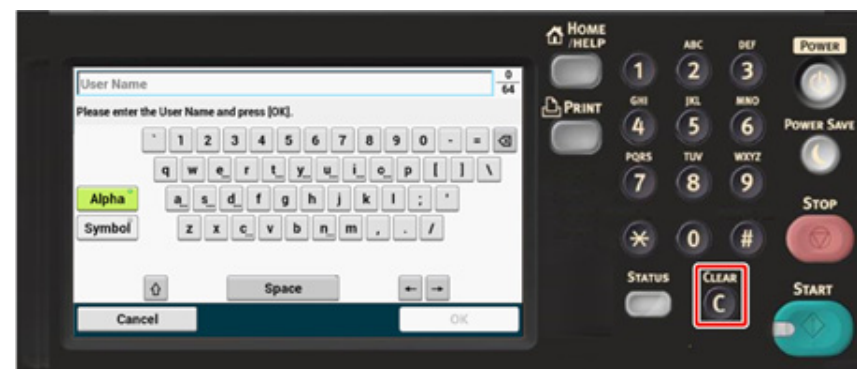 HOME
/HELP
PRINT
User Name
0
64
Please enter the User Name and press [OK].
` 1 2 3 4 5 6 7 8 9 0 - =
q w e r t y u i o p [ ] \
Alpha
a s d f g h j k l ; '
Symbol
z x c v b n m , . /
Space
← →
Cancel
OK
ABC DEF
1 2 3
GHI JKL MNO
4 5 6
PQRS TUV WXYZ
7 8 9
* 0 #
STATUS
CLEAR
C
POWER
POWER SAVE
STOP
START